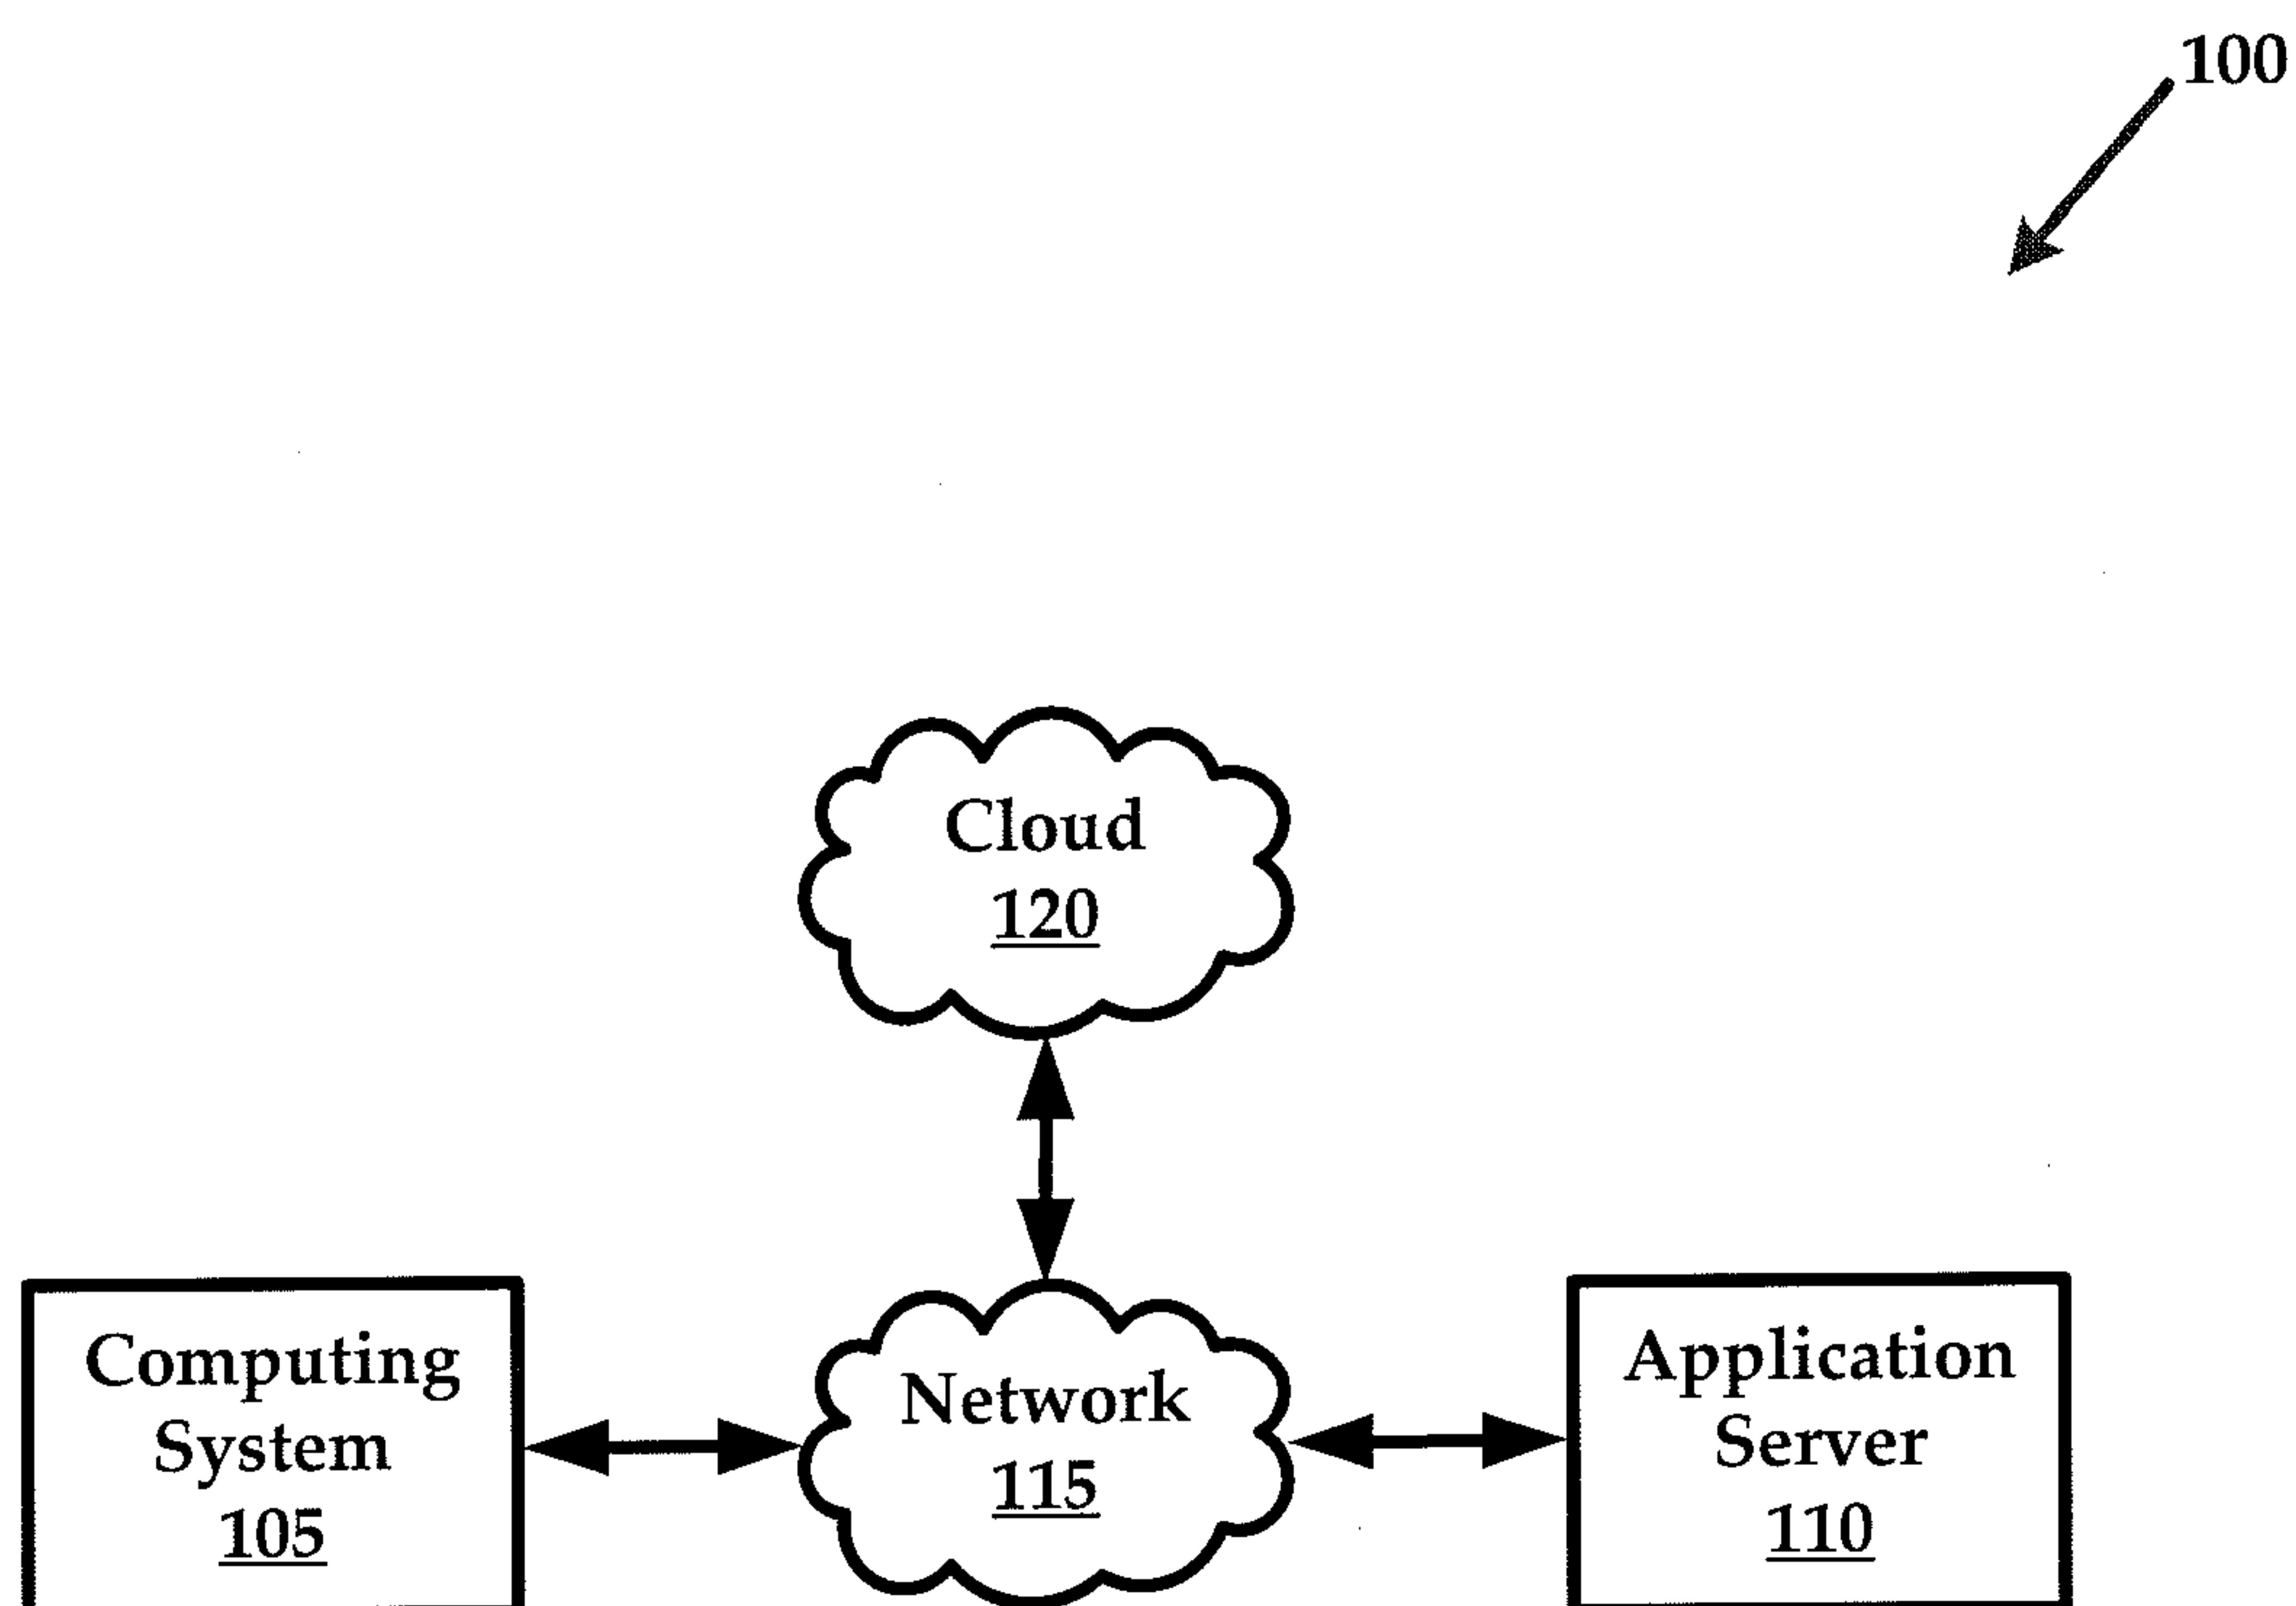 100
Cloud
120
Computing
System
105
Network
115
Application
Server
110